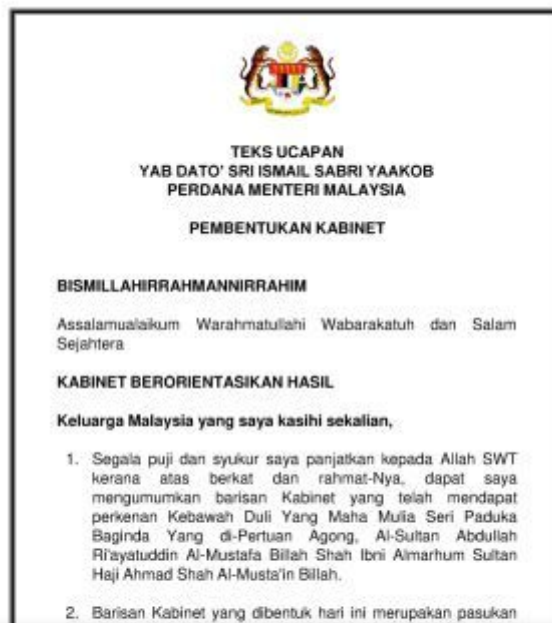 TEKS UCAPAN
YAB DATO' SRI ISMAIL SABRI YAAKOB
PERDANA MENTERI MALAYSIA
PEMBENTUKAN KABINET
BISMILLAHIRRAHMANNIRRAHIM
Assalamualaikum Warahmatullahi Wabarakatuh dan Salam
Sejahtera
KABINET BERORIENTASIKAN HASIL
Keluarga Malaysia yang saya kasihi sekalian,
1. Segala puji dan syukur saya panjatkan kepada Allah SWT
kerana atas berkat dan rahmat-Nya, dapat saya
mengumumkan barisan Kabinet yang telah mendapat
perkenan Kebawah Duli Yang Maha Mulia Seri Paduka
Baginda Yang di-Pertuan Agong, Al-Sultan Abdullah
Ri'ayatuddin Al-Mustafa Billah Shah Ibni Almarhum Sultan
Haji Ahmad Shah Al-Musta'in Billah.
2. Barisan Kabinet yang dibentuk hari ini merupakan pasukan